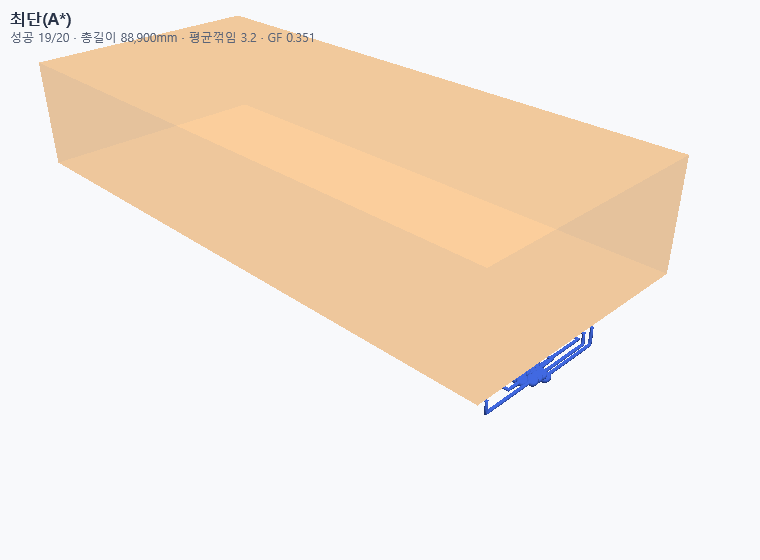 최단(A*)
성공 19/20 · 총길이 88,900mm · 평균꺾임 3.2 · GF 0.351